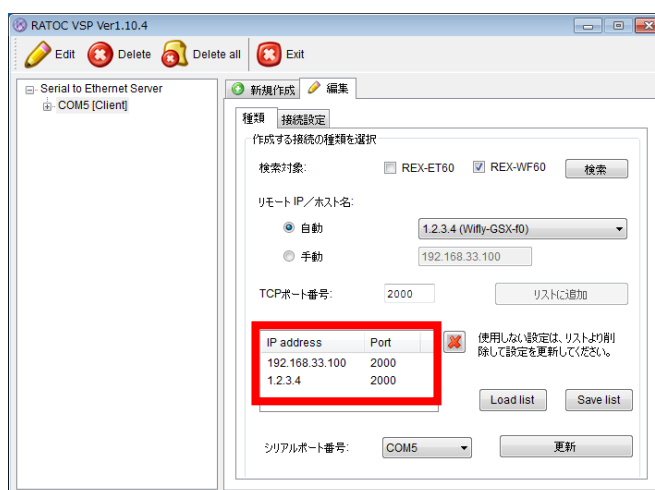 RATOC VSP Ver1.10.4
Edit Delete Delete all Exit
Serial to Ethernet Server
COM5 [Client]
新規作成 編集
種類 接続設定
作成する接続の種類を選択
検索対象: REX-ET60 REX-WF60 検索
リモート IP／ホスト名:
自動 1.2.3.4 (Wifly-GSX-f0)
手動 192.168.33.100
TCPポート番号: 2000 リストに追加
IP address Port
192.168.33.100 2000
1.2.3.4 2000
使用しない設定は、リストより削
除して設定を更新してください。
Load list Save list
シリアルポート番号: COM5 更新